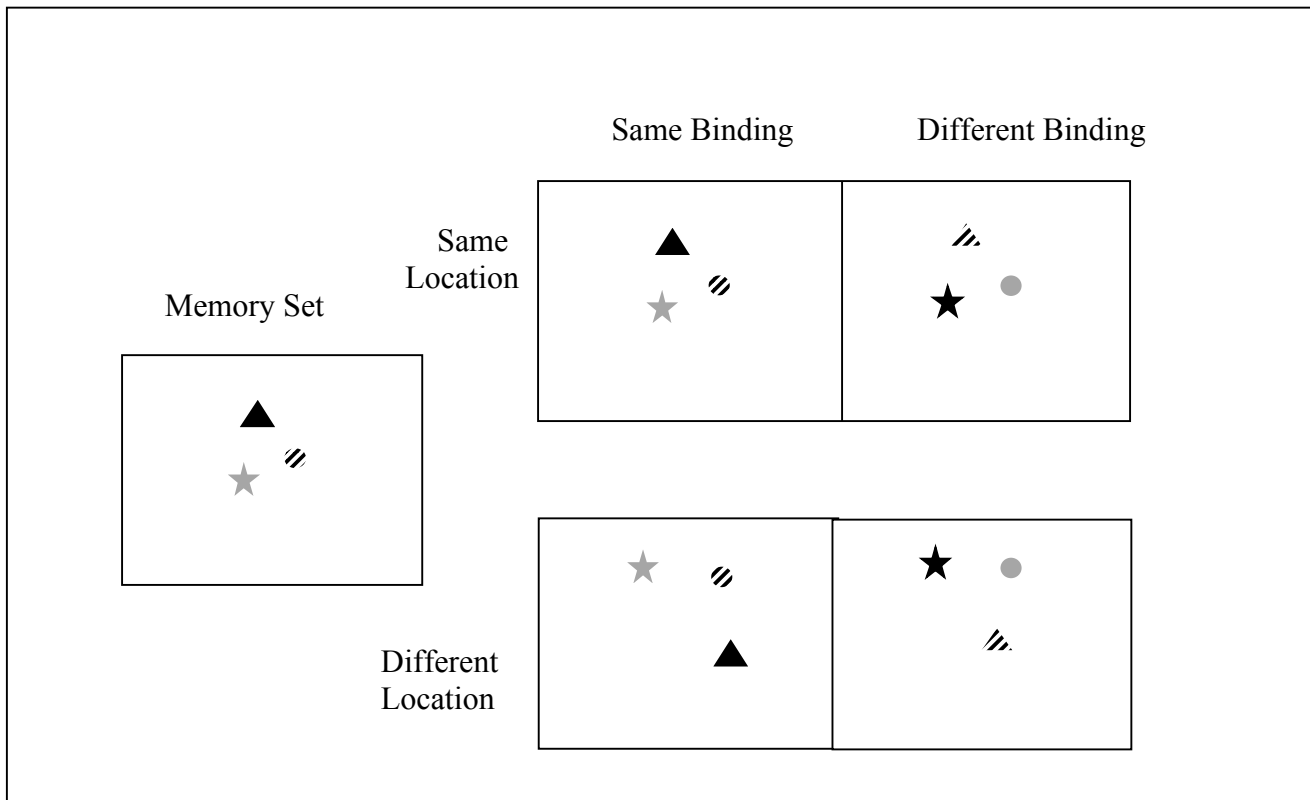 Same Binding
Different Binding
Same
Location
Memory Set
Different
Location